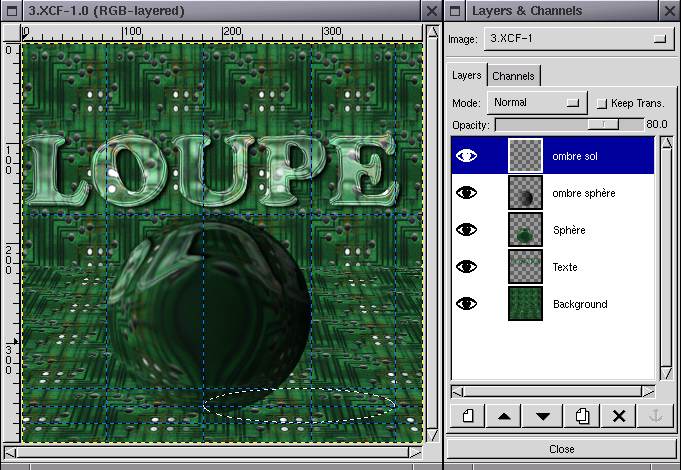 3.XCF-1.0 (RGB-layered)
0 100 200 300
0
100
200
300
LOUPE
Layers & Channels
Image: 3.XCF-1
Layers Channels
Mode: Normal Keep Trans.
Opacity: 80.0
ombre sol
ombre sphère
Sphère
Texte
Background
Close